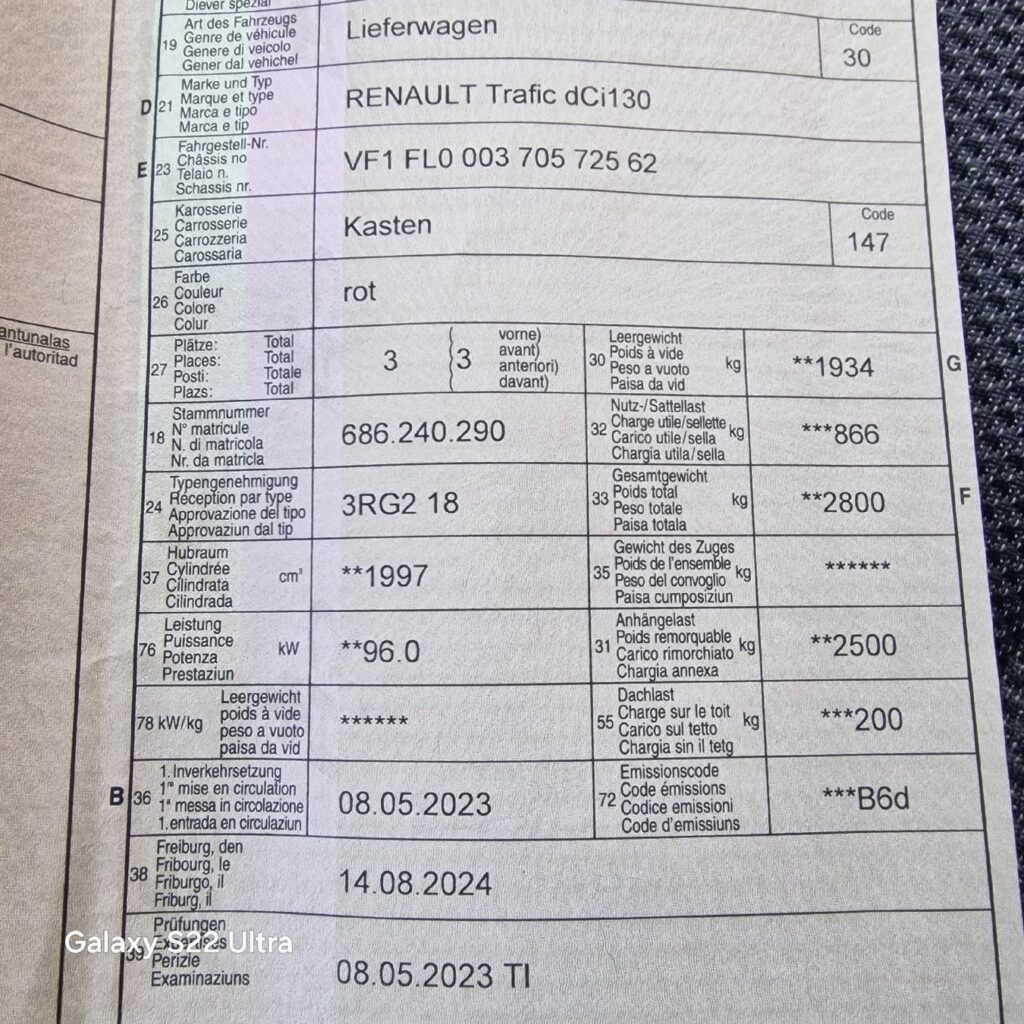 Diever spezial
19
Art des Fahrzeugs
Genre de véhicule
Genere di veicolo
Gener dal vehichel
Lieferwagen
Code
30
D 21
Marke und Typ
Marque et type
Marca e tipo
Marca e tip
RENAULT Trafic dCi130
E 23
Fahrgestell-Nr.
Châssis no
Telaio n.
Schassis nr.
VF1 FL0 003 705 725 62
25
Karosserie
Carrosserie
Carrozzeria
Carossaria
Kasten
Code
147
26
Farbe
Couleur
Colore
Colur
rot
antunalas
l'autoritad
27
Plätze: Total
Places: Total
Posti: Totale
Plazs: Total
3
( 3
vorne)
avant)
anteriori)
davant)
30
Leergewicht
Poids à vide
Peso a vuoto
Paisa da vid
kg
**1934
G
18
Stammnummer
N° matricule
N. di matricola
Nr. da matricla
686.240.290
32
Nutz-/Sattellast
Charge utile/sellette
Carico utile/sella
Chargia utila/sella
kg
***866
24
Typengenehmigung
Réception par type
Approvazione del tipo
Approvaziun dal tip
3RG2 18
33
Gesamtgewicht
Poids total
Peso totale
Paisa totala
kg
**2800
F
37
Hubraum
Cylindrée
Cilindrata
Cilindrada
cm³
**1997
35
Gewicht des Zuges
Poids de l'ensemble
Peso del convoglio
Paisa cumposiziun
kg
******
76
Leistung
Puissance
Potenza
Prestaziun
kW
**96.0
31
Anhängelast
Poids remorquable
Carico rimorchiato
Chargia annexa
kg
**2500
78 kW/kg
Leergewicht
poids à vide
peso a vuoto
paisa da vid
******
55
Dachlast
Charge sur le toit
Carico sul tetto
Chargia sin il tetg
kg
***200
B 36
1. Inverkehrsetzung
1re mise en circulation
1a messa in circolazione
1. entrada en circulaziun
08.05.2023
72
Emissionscode
Code émissions
Codice emissioni
Code d'emissiuns
***B6d
38
Freiburg, den
Fribourg, le
Friburgo, il
Friburg, il
14.08.2024
39
Prüfungen
Expertises
Perizie
Examinaziuns
08.05.2023 TI
Galaxy S22 Ultra